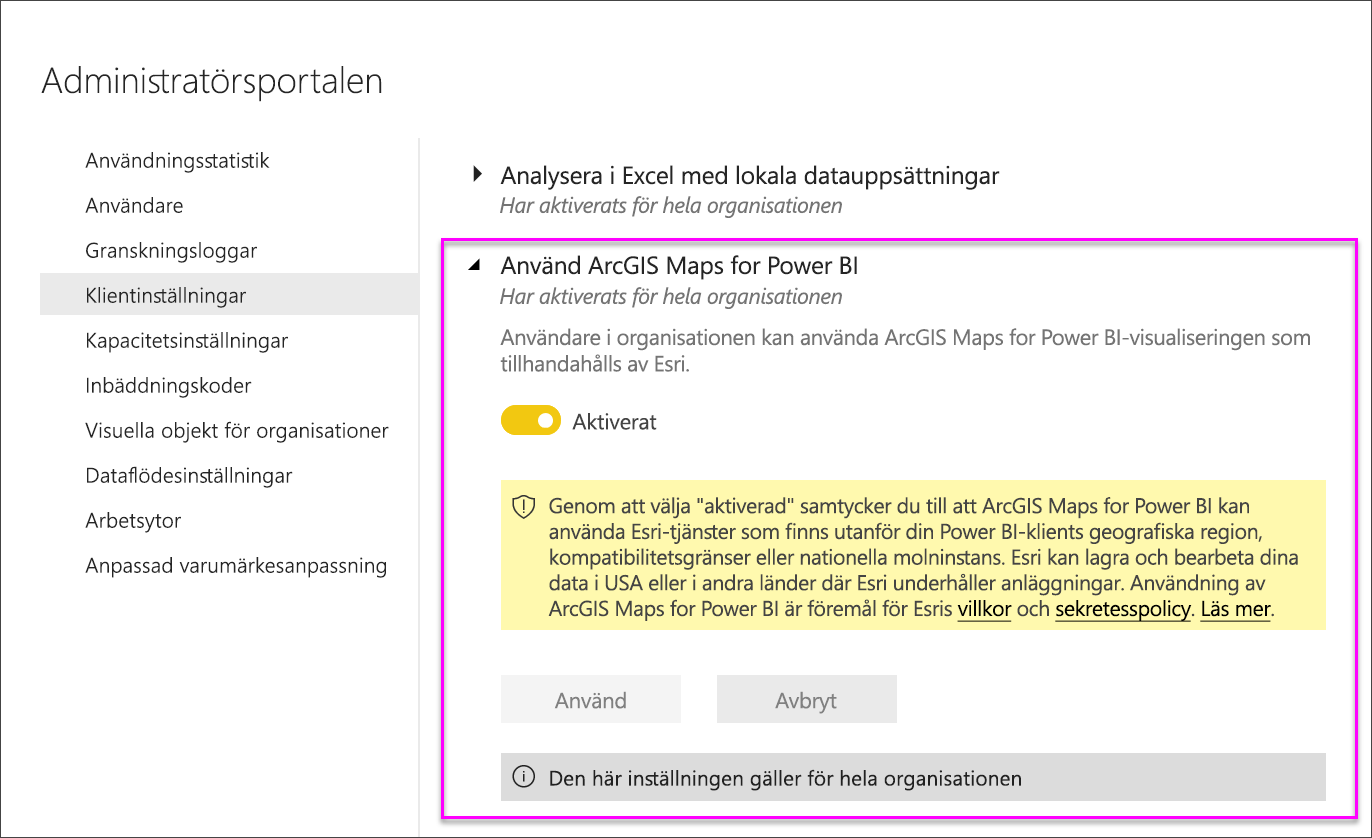 Administratörsportalen
Användningsstatistik
Användare
Granskningsloggar
Klientinställningar
Kapacitetsinställningar
Inbäddningskoder
Visuella objekt för organisationer
Dataflödesinställningar
Arbetsytor
Anpassad varumärkesanpassning
Analysera i Excel med lokala datauppsättningar
Har aktiverats för hela organisationen
Använd ArcGIS Maps for Power BI
Har aktiverats för hela organisationen
Användare i organisationen kan använda ArcGIS Maps for Power BI-visualiseringen som
tillhandahålls av Esri.
Aktiverat
Genom att välja "aktiverad" samtycker du till att ArcGIS Maps for Power BI kan
använda Esri-tjänster som finns utanför din Power BI-klients geografiska region,
kompatibilitetsgränser eller nationella molninstans. Esri kan lagra och bearbeta dina
data i USA eller i andra länder där Esri underhåller anläggningar. Användning av
ArcGIS Maps for Power BI är föremål för Esris villkor och sekretesspolicy. Läs mer.
Använd
Avbryt
Den här inställningen gäller för hela organisationen